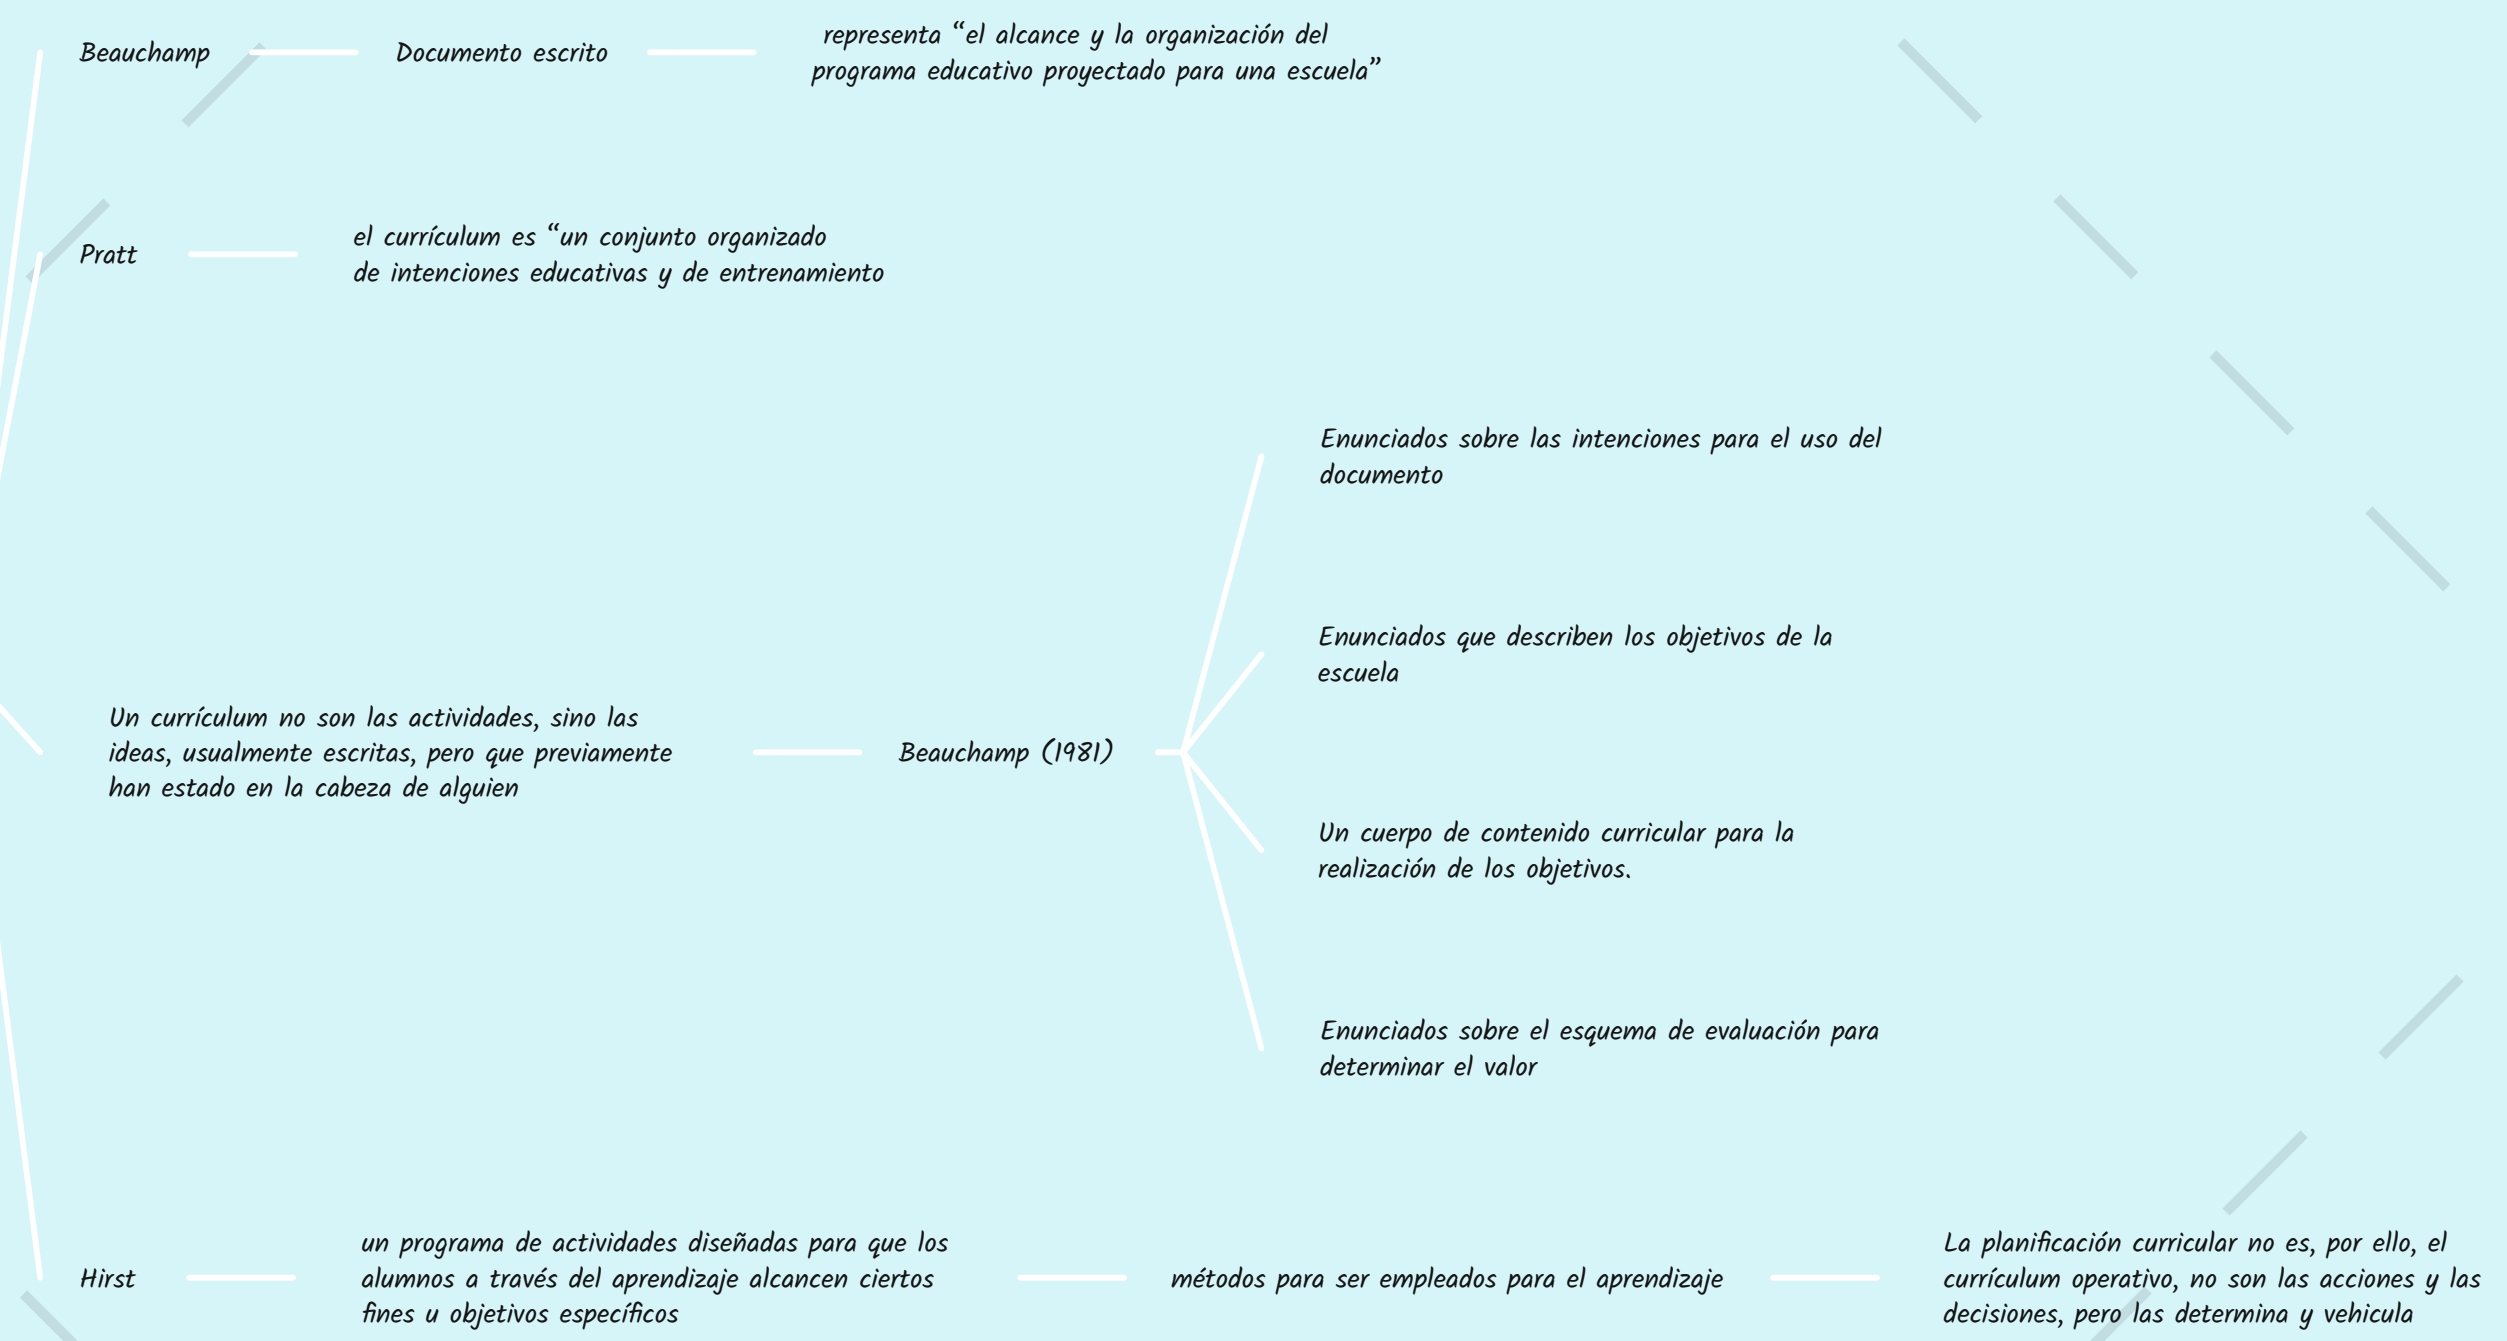 Beauchamp
Documento escrito
representa “el alcance y la organización del
programa educativo proyectado para una escuela”
Pratt
el currículum es “un conjunto organizado
de intenciones educativas y de entrenamiento
Un currículum no son las actividades, sino las
ideas, usualmente escritas, pero que previamente
han estado en la cabeza de alguien
Beauchamp (1981)
Enunciados sobre las intenciones para el uso del
documento
Enunciados que describen los objetivos de la
escuela
Un cuerpo de contenido curricular para la
realización de los objetivos.
Enunciados sobre el esquema de evaluación para
determinar el valor
Hirst
un programa de actividades diseñadas para que los
alumnos a través del aprendizaje alcancen ciertos
fines u objetivos específicos
métodos para ser empleados para el aprendizaje
La planificación curricular no es, por ello, el
currículum operativo, no son las acciones y las
decisiones, pero las determina y vehicula